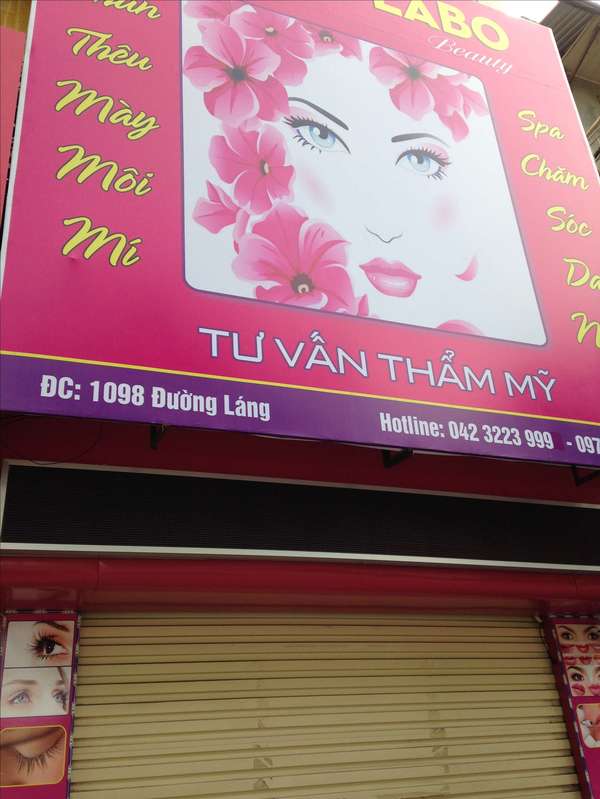 LABO
Beauty
Thêu
Mày
Môi
Mí
Spa
Chăm
Sóc
TƯ VẤN THẨM MỸ
ĐC: 1098 Đường Láng
Hotline: 042 3223 999 - 097